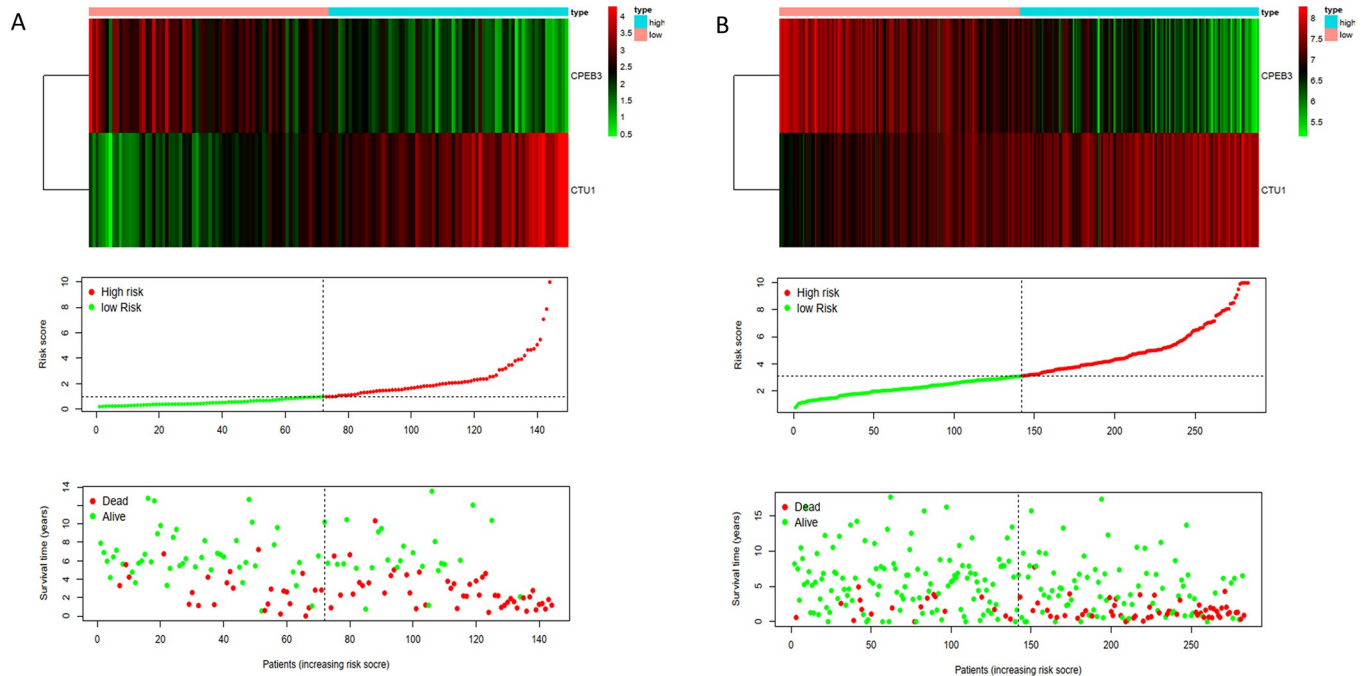 A
type
type
high
low
4
3.5
3
2.5
2
1.5
1
0.5
CPEB3
CTU1
Risk score
10
8
6
4
2
0
High risk
low Risk
0 20 40 60 80 100 120 140
Survival time (years)
14
12
10
8
6
4
2
0
Dead
Alive
0 20 40 60 80 100 120 140
Patients (increasing risk socre)
B
type
type
high
low
8
7.5
7
6.5
6
5.5
CPEB3
CTU1
Risk score
10
8
6
4
2
High risk
low Risk
0 50 100 150 200 250
Survival time (years)
15
10
5
0
Dead
Alive
0 50 100 150 200 250
Patients (increasing risk socre)